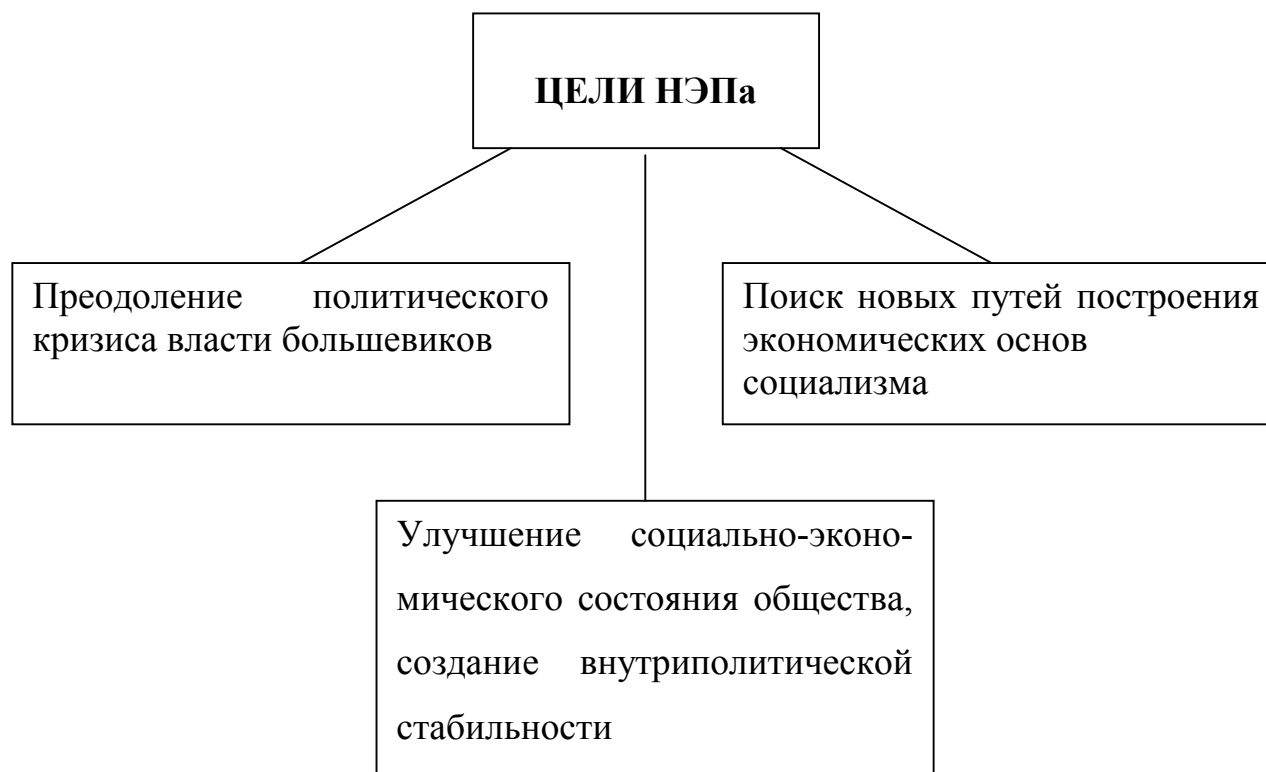 ЦЕЛИ НЭПа
Преодоление политического
кризиса власти большевиков
Поиск новых путей построения
экономических основ
социализма
Улучшение социально-эконо-
мического состояния общества,
создание внутриполитической
стабильности